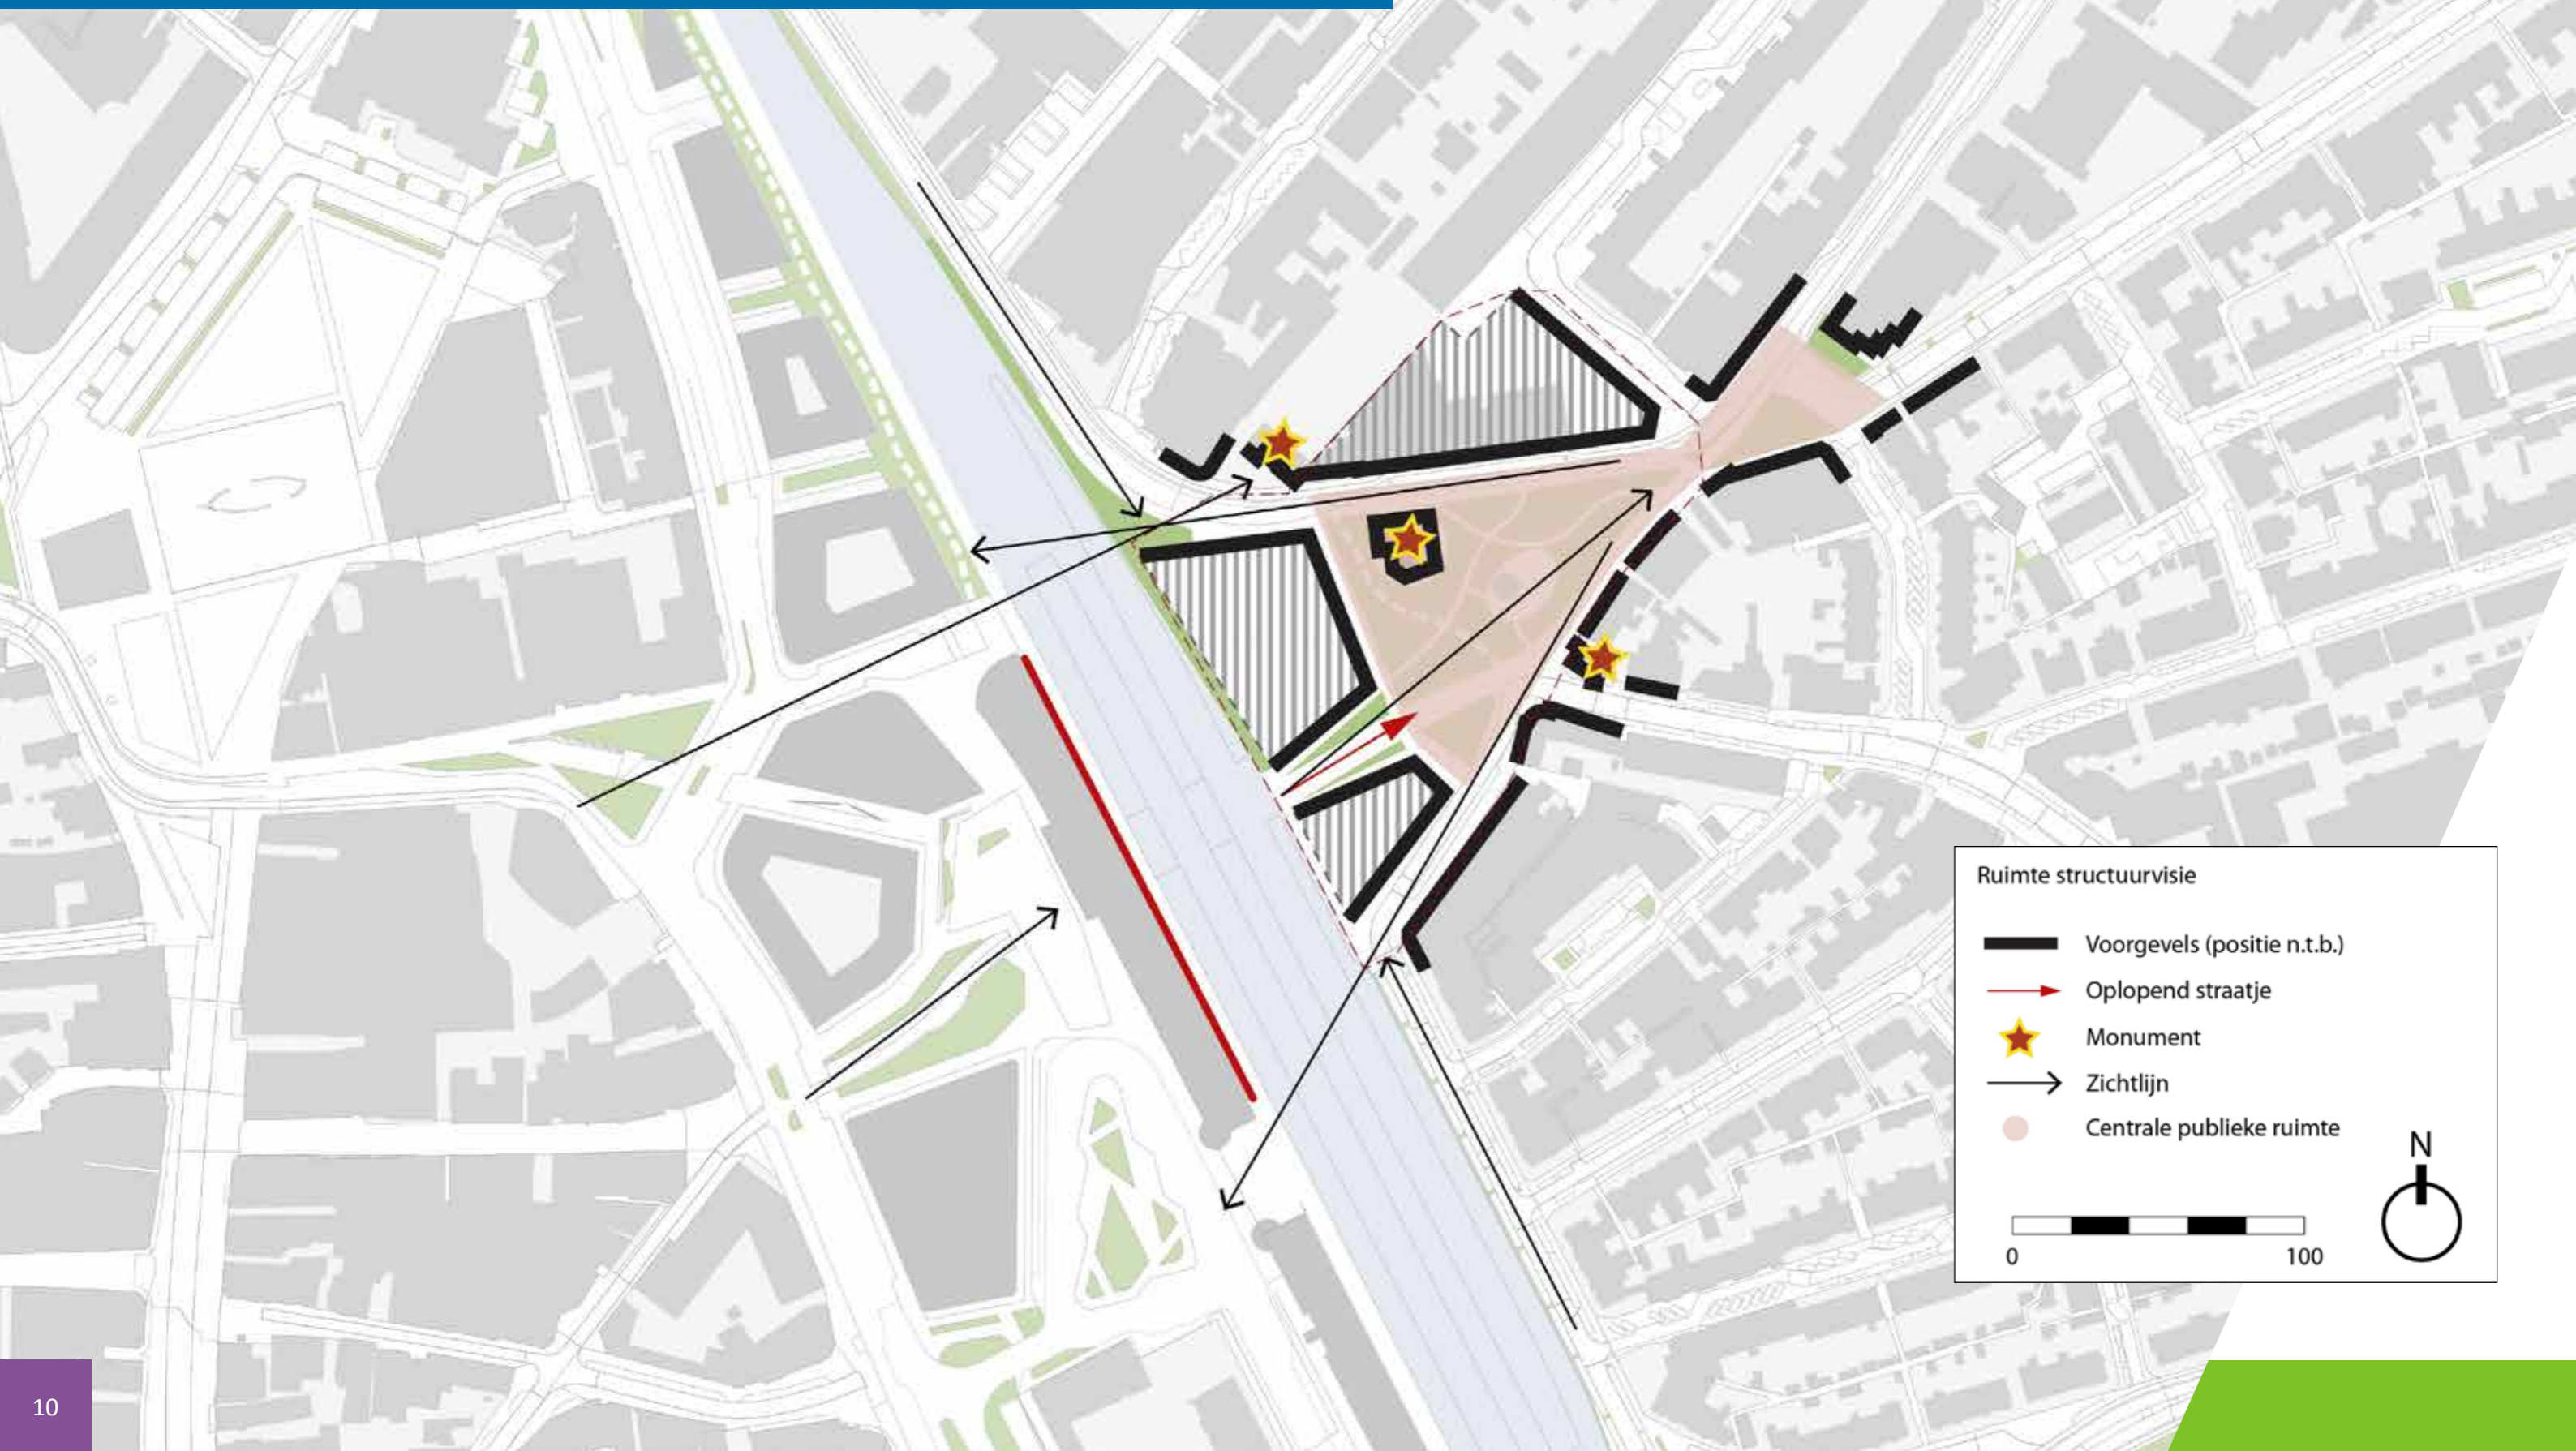 Ruimte structuurvisie
Voorgevels (positie n.t.b.)
Oplopend straatje
Monument
Zichtlijn
Centrale publieke ruimte
N
0 100
10